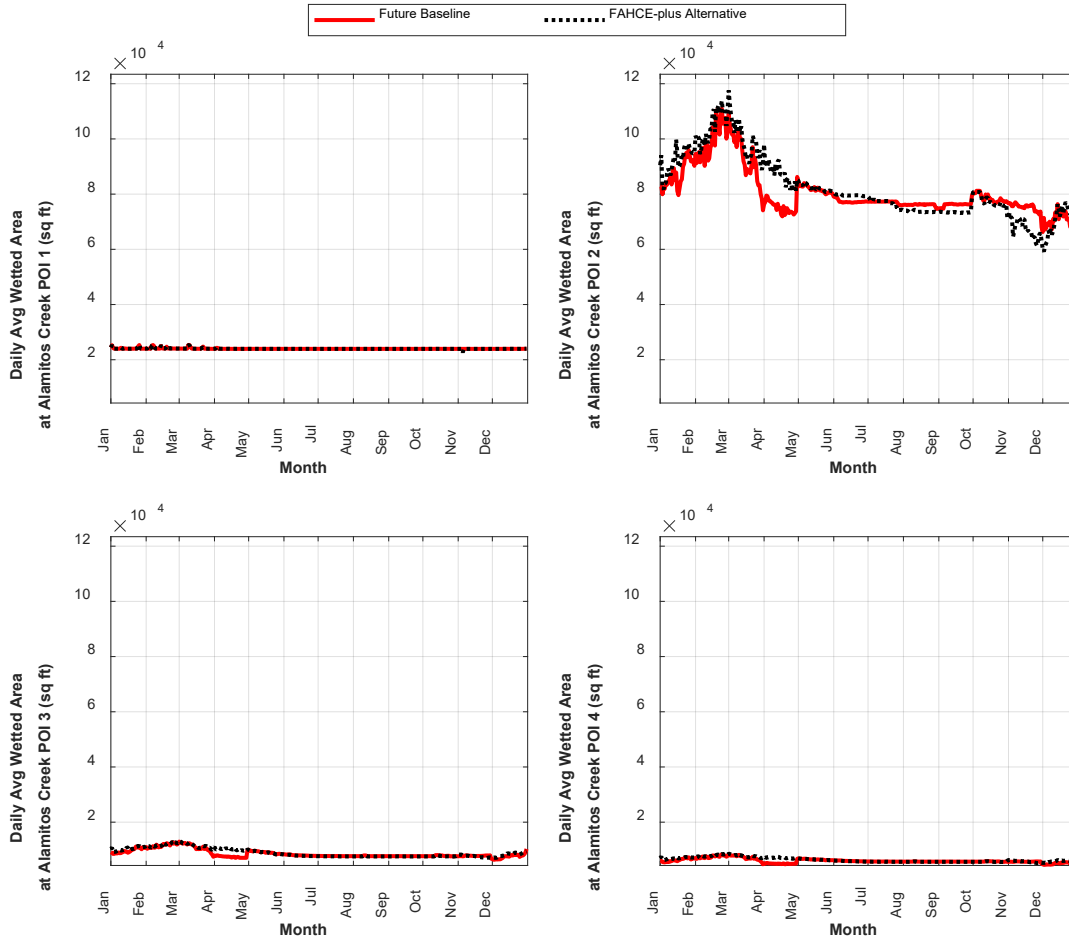 Future Baseline FAHCE-plus Alternative
× 10 4
12
10
8
6
4
2
Daily Avg Wetted Area
at Alamitos Creek POI 1 (sq ft)
Jan Feb Mar Apr May Jun Jul Aug Sep Oct Nov Dec
Month
× 10 4
12
10
8
6
4
2
Daily Avg Wetted Area
at Alamitos Creek POI 2 (sq ft)
Jan Feb Mar Apr May Jun Jul Aug Sep Oct Nov Dec
Month
× 10 4
12
10
8
6
4
2
Daily Avg Wetted Area
at Alamitos Creek POI 3 (sq ft)
Jan Feb Mar Apr May Jun Jul Aug Sep Oct Nov Dec
Month
× 10 4
12
10
8
6
4
2
Daily Avg Wetted Area
at Alamitos Creek POI 4 (sq ft)
Jan Feb Mar Apr May Jun Jul Aug Sep Oct Nov Dec
Month